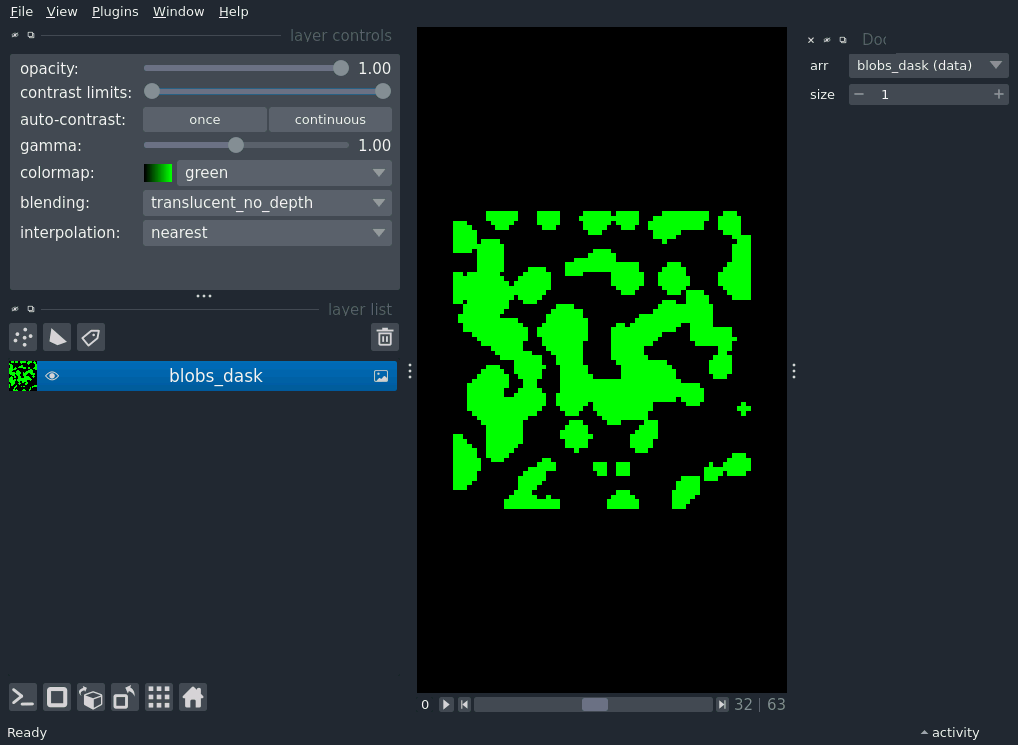 File View Plugins Window Help
layer controls
opacity: 1.00
contrast limits:
auto-contrast: once continuous
gamma: 1.00
colormap: green
blending: translucent_no_depth
interpolation: nearest
layer list
blobs_dask
0 32 | 63
arr blobs_dask (data)
size 1
Ready
activity